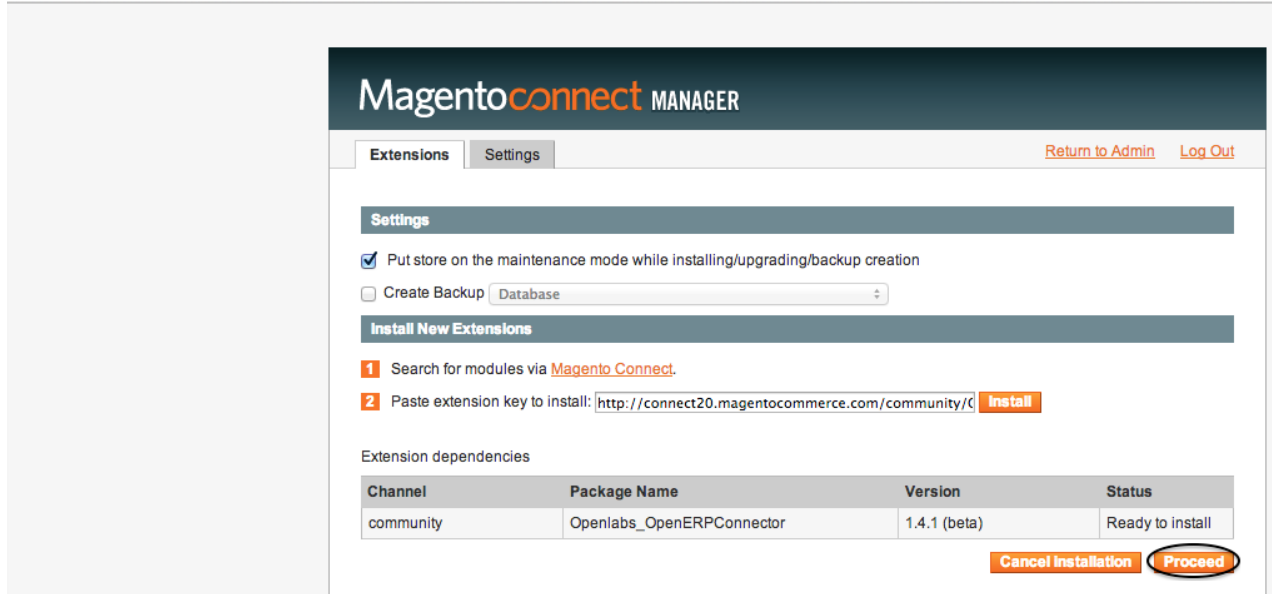 Magentoconnect MANAGER
Extensions Settings Return to Admin Log Out
Settings
Put store on the maintenance mode while installing/upgrading/backup creation
Create Backup Database
Install New Extensions
1 Search for modules via Magento Connect.
2 Paste extension key to install: http://connect20.magentocommerce.com/community/ Install
Extension dependencies
Channel Package Name Version Status
community Openlabs_OpenERPConnector 1.4.1 (beta) Ready to install
Cancel Installation Proceed